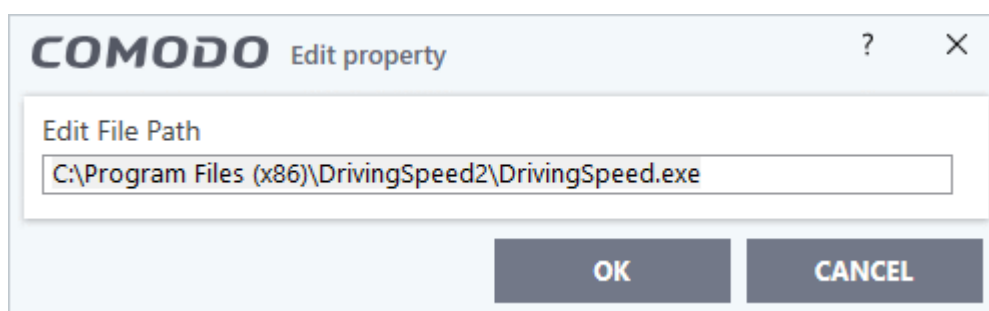 COMODO Edit property ?
Edit File Path
C:\Program Files (x86)\DrivingSpeed2\DrivingSpeed.exe
OK CANCEL